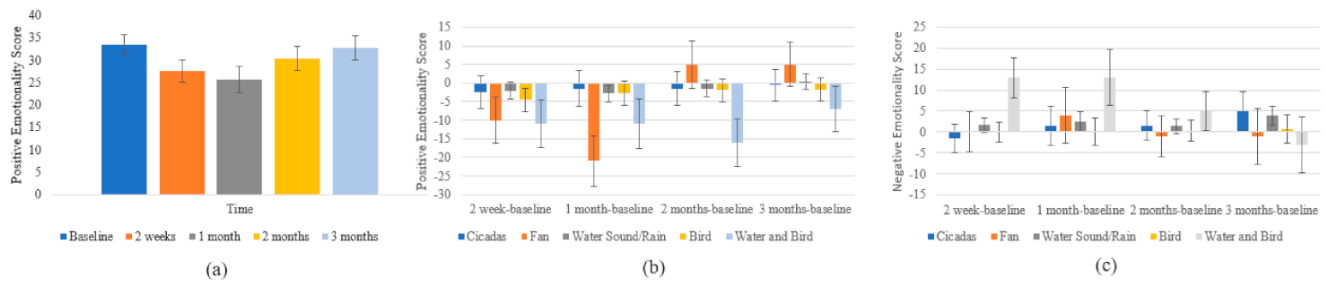 Positive Emotionality Score
40
35
30
25
20
15
10
5
0
Time
Baseline 2 weeks 1 month 2 months 3 months
(a)
Positive Emotionality Score
15
10
5
0
-5
-10
-15
-20
-25
-30
2 week-baseline 1 month-baseline 2 months-baseline 3 months-baseline
Cicadas Fan Water Sound/Rain Bird Water and Bird
(b)
Negative Emotionality Score
25
20
15
10
5
0
-5
-10
-15
2 week-baseline 1 month-baseline 2 months-baseline 3 months-baseline
Cicadas Fan Water Sound/Rain Bird Water and Bird
(c)